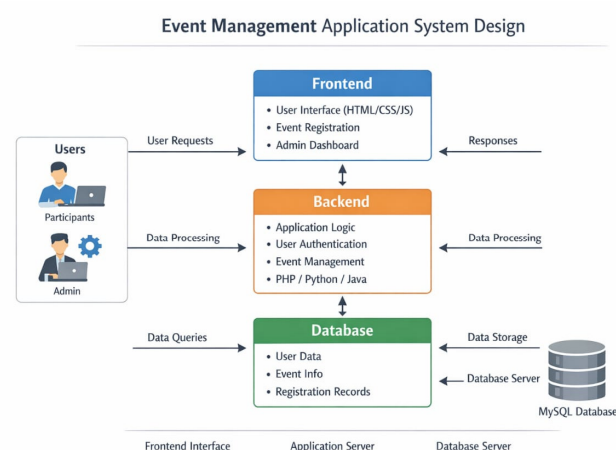 Event Management Application System Design
Frontend
• User Interface (HTML/CSS/JS)
• Event Registration
• Admin Dashboard
Users
Participants
Admin
User Requests
Responses
Backend
• Application Logic
• User Authentication
• Event Management
• PHP / Python / Java
Data Processing
Data Processing
Database
• User Data
• Event Info
• Registration Records
Data Queries
Data Storage
Database Server
MySQL Database
Frontend Interface
Application Server
Database Server